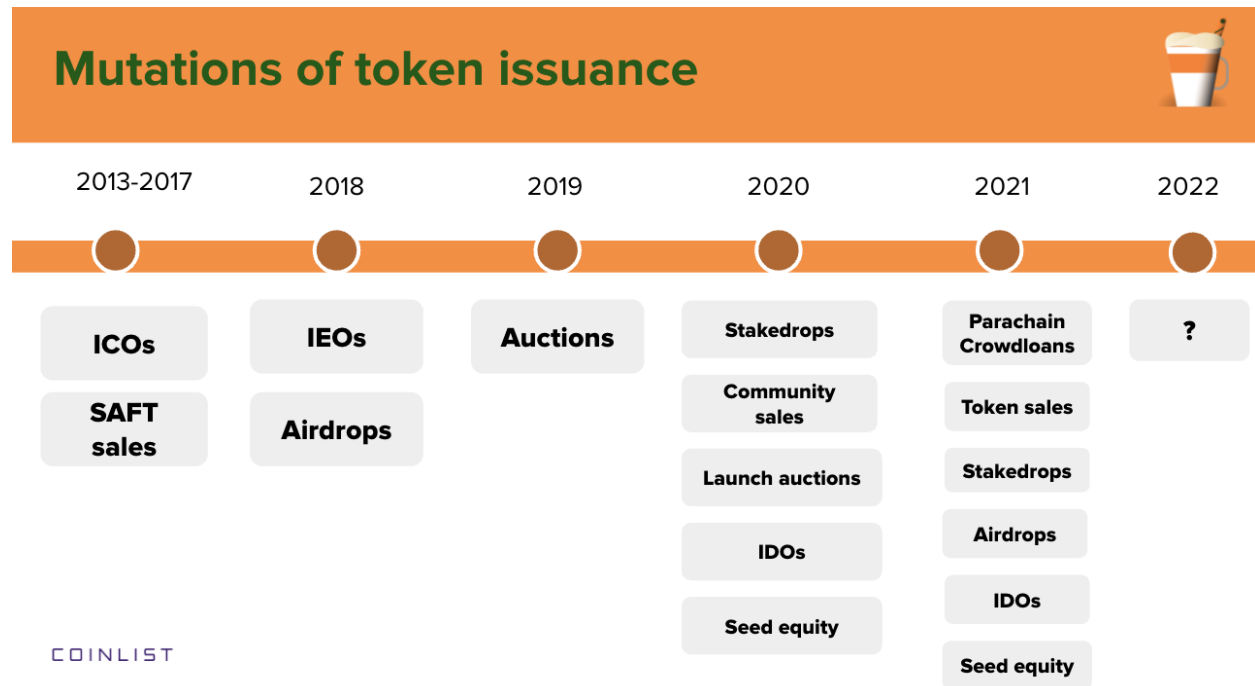 Mutations of token issuance
2013-2017
2018
2019
2020
2021
2022
ICOs
SAFT
sales
IEOs
Airdrops
Auctions
Stakedrops
Community
sales
Launch auctions
IDOs
Seed equity
Parachain
Crowdloans
Token sales
Stakedrops
Airdrops
IDOs
Seed equity
?
COINLIST